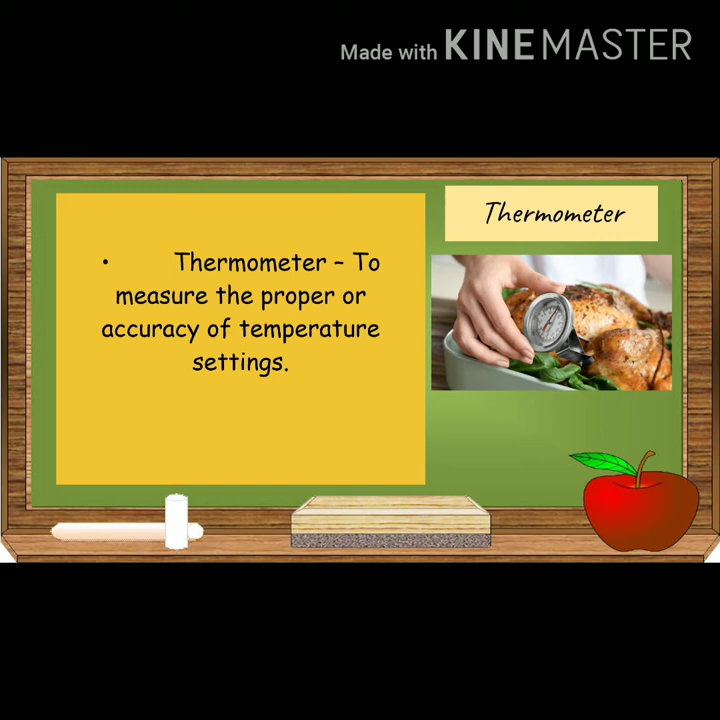 Made with KINEMASTER
Thermometer
• Thermometer – To
measure the proper or
accuracy of temperature
settings.